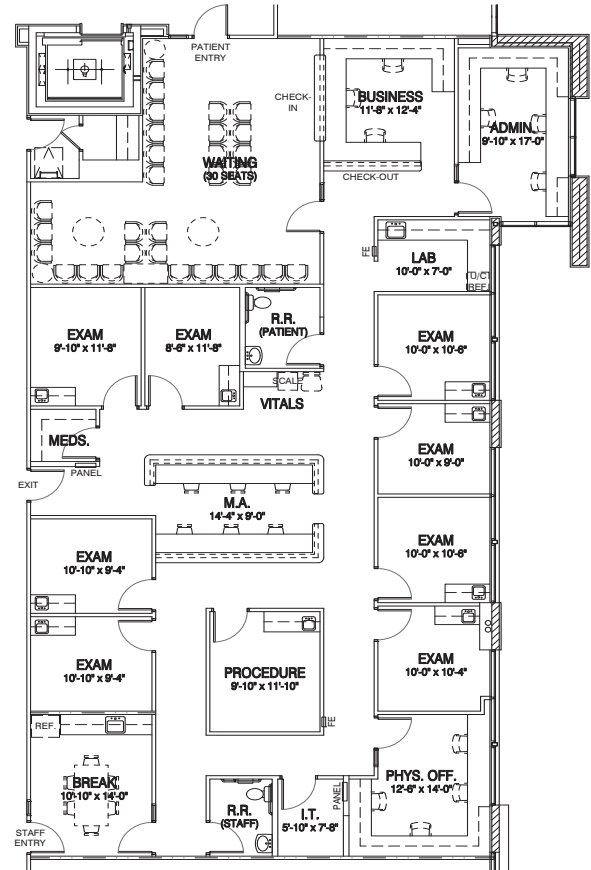 PATIENT
ENTRY
CHECK-
IN
BUSINESS
11'-8" x 12'-4"
ADMIN.
9'-10" x 17'-0"
WAITING
(30 SEATS)
CHECK-OUT
FE
LAB
10'-0" x 7'-0"
U/C
REF.
EXAM
9'-10" x 11'-8"
EXAM
8'-6" x 11'-8"
R.R.
(PATIENT)
EXAM
10'-0" x 10'-6"
SCALE
VITALS
MEDS.
PANEL
EXIT
EXAM
10'-0" x 9'-0"
M.A.
14'-4" x 9'-0"
EXAM
10'-10" x 9'-4"
EXAM
10'-0" x 10'-6"
EXAM
10'-10" x 9'-4"
PROCEDURE
9'-10" x 11'-10"
EXAM
10'-0" x 10'-4"
FE
REF.
BREAK
10'-10" x 14'-0"
PHYS. OFF.
12'-6" x 14'-0"
PANEL
R.R.
(STAFF)
I.T.
5'-10" x 7'-8"
STAFF
ENTRY